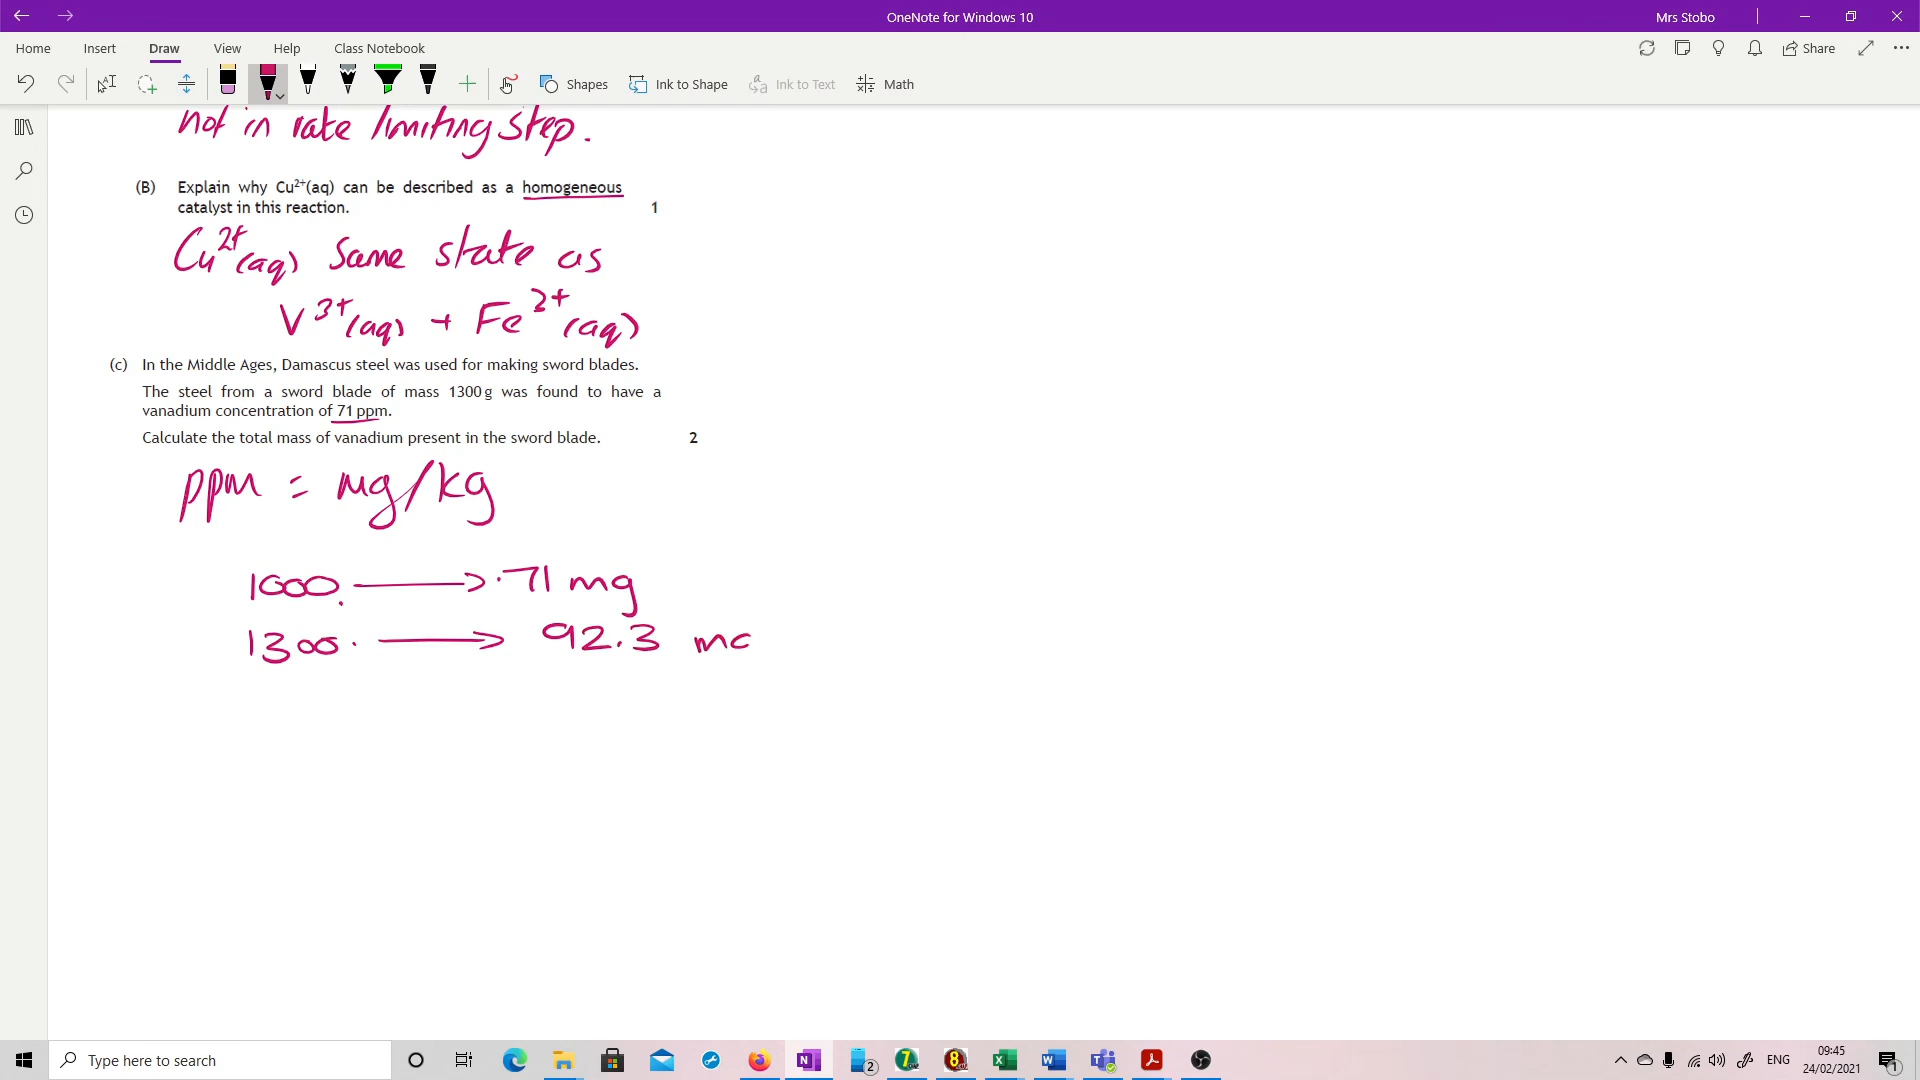 OneNote for Windows 10
Mrs Stobo
Home Insert Draw View Help Class Notebook
Share
Shapes Ink to Shape Ink to Text Math
not in rate limiting step.
(B) Explain why Cu²⁺(aq) can be described as a homogeneous
catalyst in this reaction. 1
Cu²⁺(aq) same state as
V³⁺(aq) + Fe³⁺(aq)
(c) In the Middle Ages, Damascus steel was used for making sword blades.
The steel from a sword blade of mass 1300 g was found to have a
vanadium concentration of 71 ppm.
Calculate the total mass of vanadium present in the sword blade. 2
ppm = mg/kg
1000 → 71 mg
1300 → 92.3 mc
Type here to search
ENG
09:45
24/02/2021